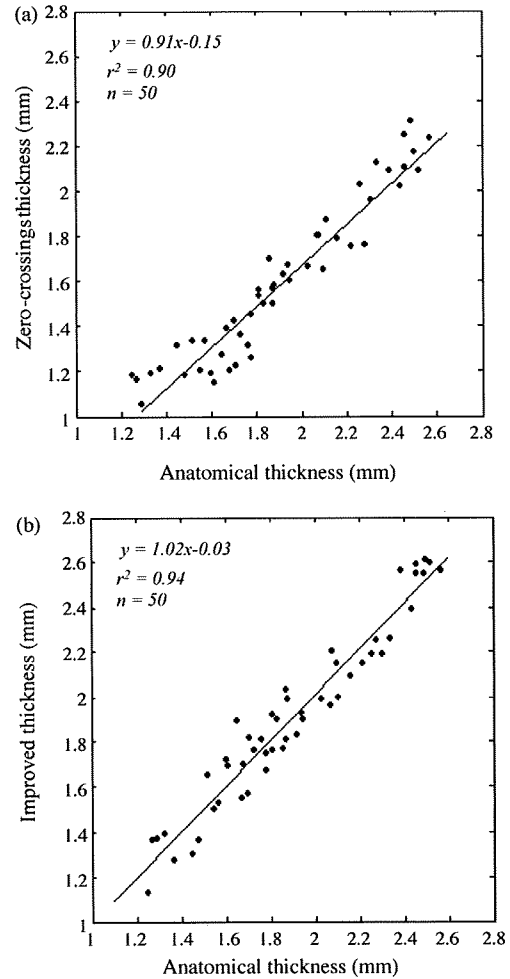 (a)
y = 0.91x-0.15
r² = 0.90
n = 50
Zero-crossingsthickness (mm)
2.8
2.6
2.4
2.2
2
1.8
1.6
1.4
1.2
1
1 1.2 1.4 1.6 1.8 2 2.2 2.4 2.6 2.8
Anatomical thickness (mm)
(b)
y = 1.02x-0.03
r² = 0.94
n = 50
Improved thickness (mm)
2.8
2.6
2.4
2.2
2
1.8
1.6
1.4
1.2
1
1 1.2 1.4 1.6 1.8 2 2.2 2.4 2.6 2.8
Anatomical thickness (mm)